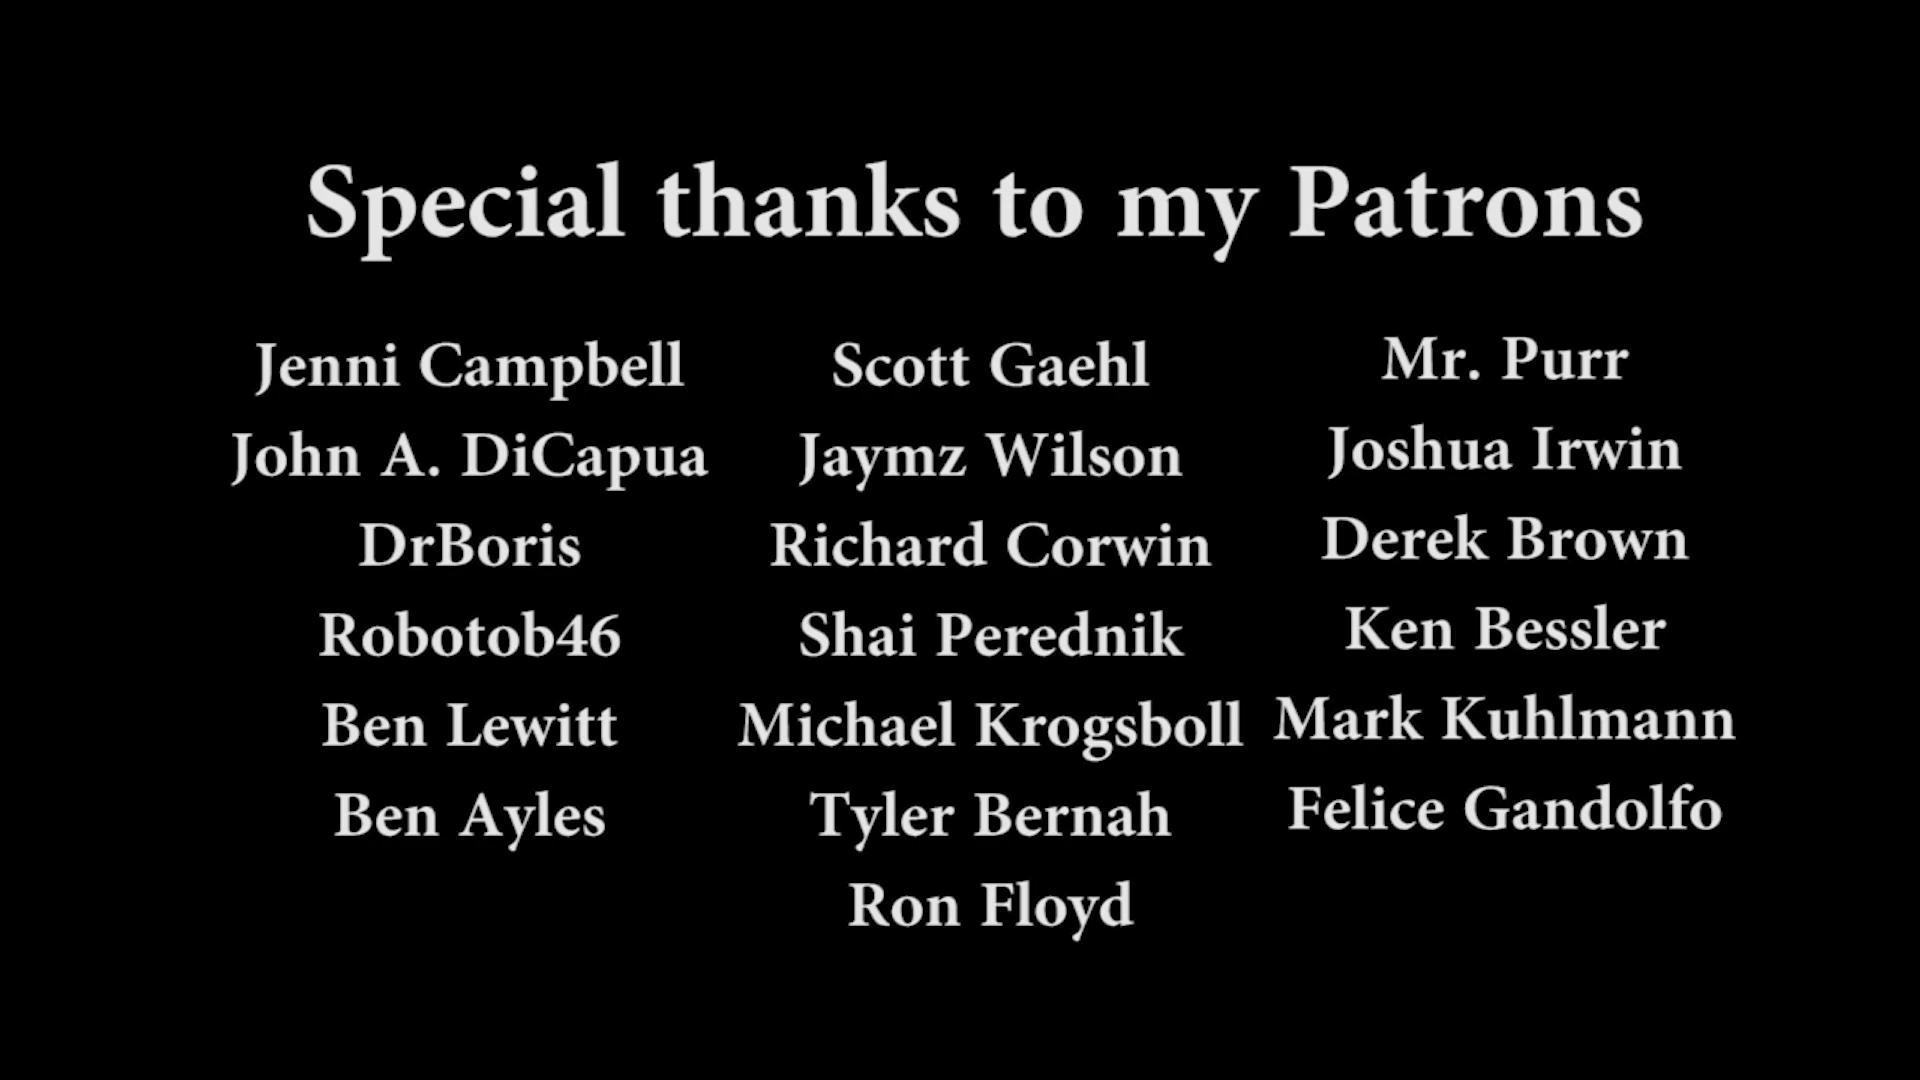 Special thanks to my Patrons
Jenni Campbell
John A. DiCapua
DrBoris
Robotob46
Ben Lewitt
Ben Ayles
Scott Gaehl
Jaymz Wilson
Richard Corwin
Shai Perednik
Michael Krogsboll
Tyler Bernah
Ron Floyd
Mr. Purr
Joshua Irwin
Derek Brown
Ken Bessler
Mark Kuhlmann
Felice Gandolfo